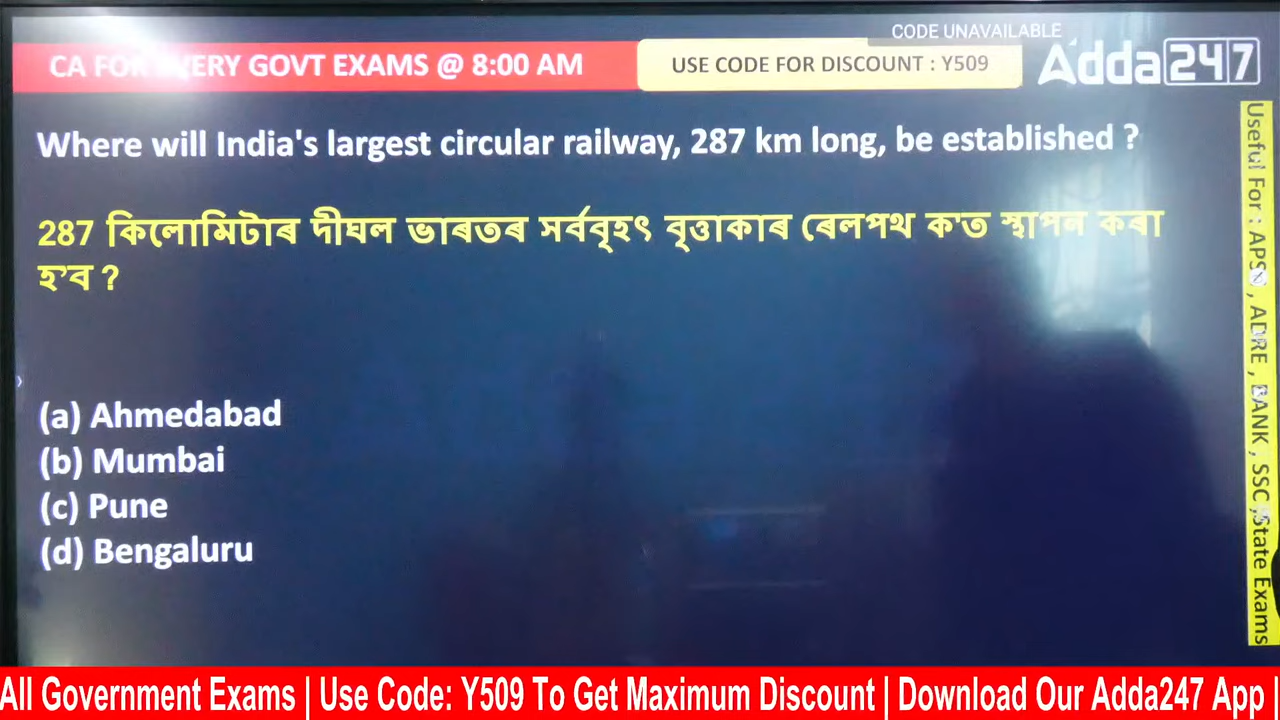 CODE UNAVAILABLE
CA FOR EVERY GOVT EXAMS @ 8:00 AM
USE CODE FOR DISCOUNT : Y509
Adda247
Where will India's largest circular railway, 287 km long, be established ?
287 কিলোমিটাৰ দীঘল ভাৰতৰ সৰ্ববৃহৎ বৃত্তাকাৰ ৰেলপথ ক'ত স্থাপন কৰা
হ'ব ?
(a) Ahmedabad
(b) Mumbai
(c) Pune
(d) Bengaluru
Useful For : , ADRE , BANK , SSC , State Exams
All Government Exams | Use Code: Y509 To Get Maximum Discount | Download Our Adda247 App |